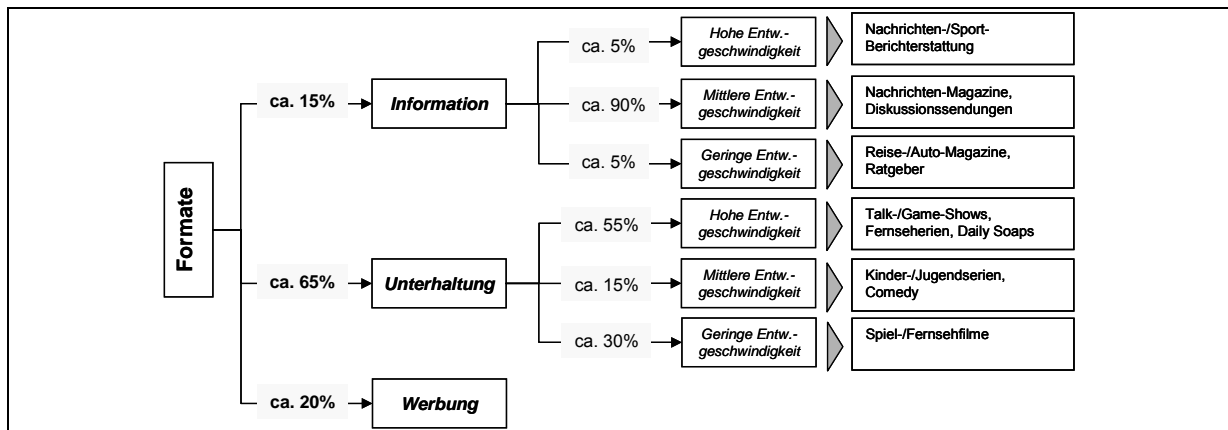 Formate
ca. 15%
Information
ca. 5%
Hohe Entw.-
geschwindigkeit
Nachrichten-/Sport-
Berichterstattung
ca. 90%
Mittlere Entw.-
geschwindigkeit
Nachrichten-Magazine,
Diskussionssendungen
ca. 5%
Geringe Entw.-
geschwindigkeit
Reise-/Auto-Magazine,
Ratgeber
ca. 65%
Unterhaltung
ca. 55%
Hohe Entw.-
geschwindigkeit
Talk-/Game-Shows,
Fernseherien, Daily Soaps
ca. 15%
Mittlere Entw.-
geschwindigkeit
Kinder-/Jugendserien,
Comedy
ca. 30%
Geringe Entw.-
geschwindigkeit
Spiel-/Fernsehfilme
ca. 20%
Werbung